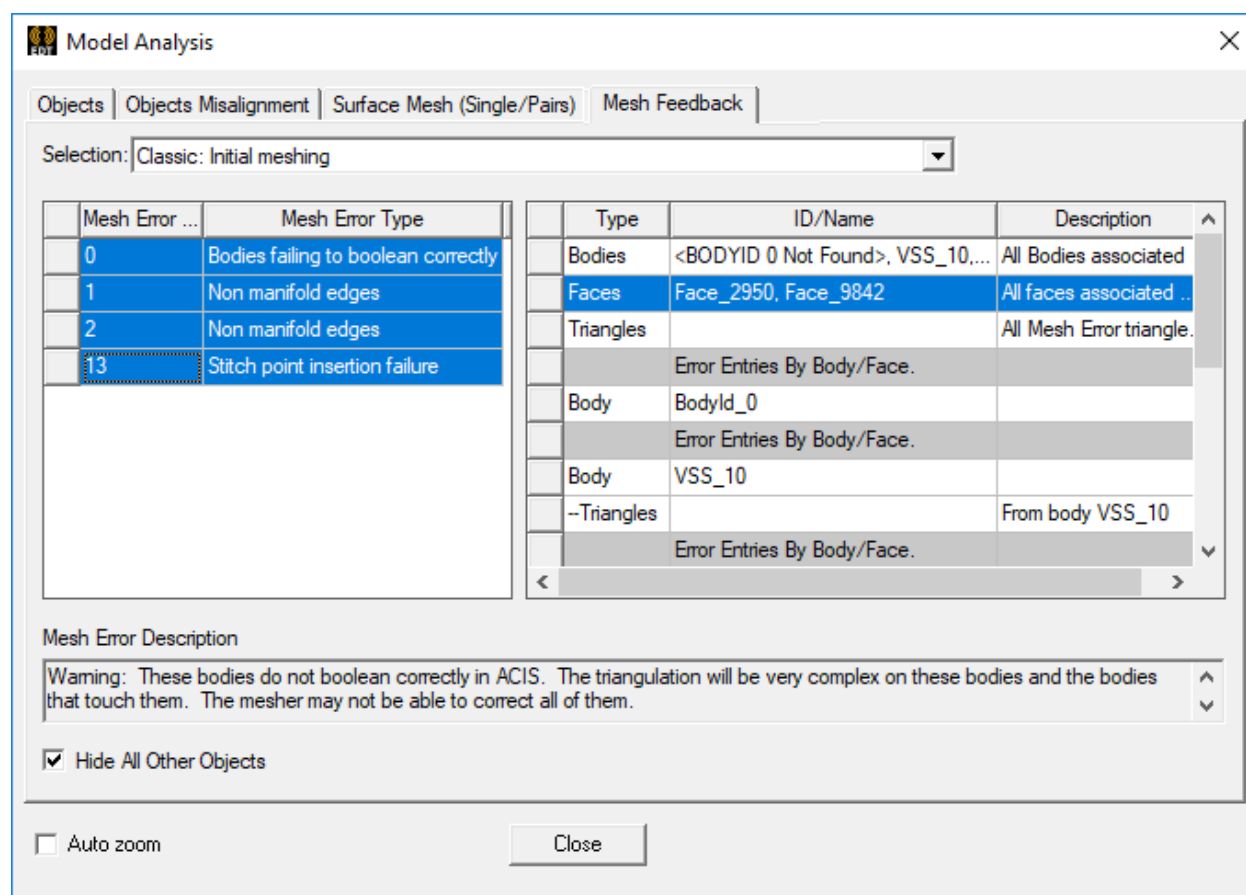 EDT Model Analysis
Objects Objects Misalignment Surface Mesh (Single/Pairs) Mesh Feedback
Selection: Classic: Initial meshing
Mesh Error ... Mesh Error Type
0 Bodies failing to boolean correctly
1 Non manifold edges
2 Non manifold edges
13 Stitch point insertion failure
Type ID/Name Description
Bodies <BODYID 0 Not Found>, VSS_10,... All Bodies associated
Faces Face_2950, Face_9842 All faces associated ..
Triangles All Mesh Error triangle.
Error Entries By Body/Face.
Body BodyId_0
Error Entries By Body/Face.
Body VSS_10
--Triangles From body VSS_10
Error Entries By Body/Face.
Mesh Error Description
Warning: These bodies do not boolean correctly in ACIS. The triangulation will be very complex on these bodies and the bodies
that touch them. The mesher may not be able to correct all of them.
Hide All Other Objects
Auto zoom Close